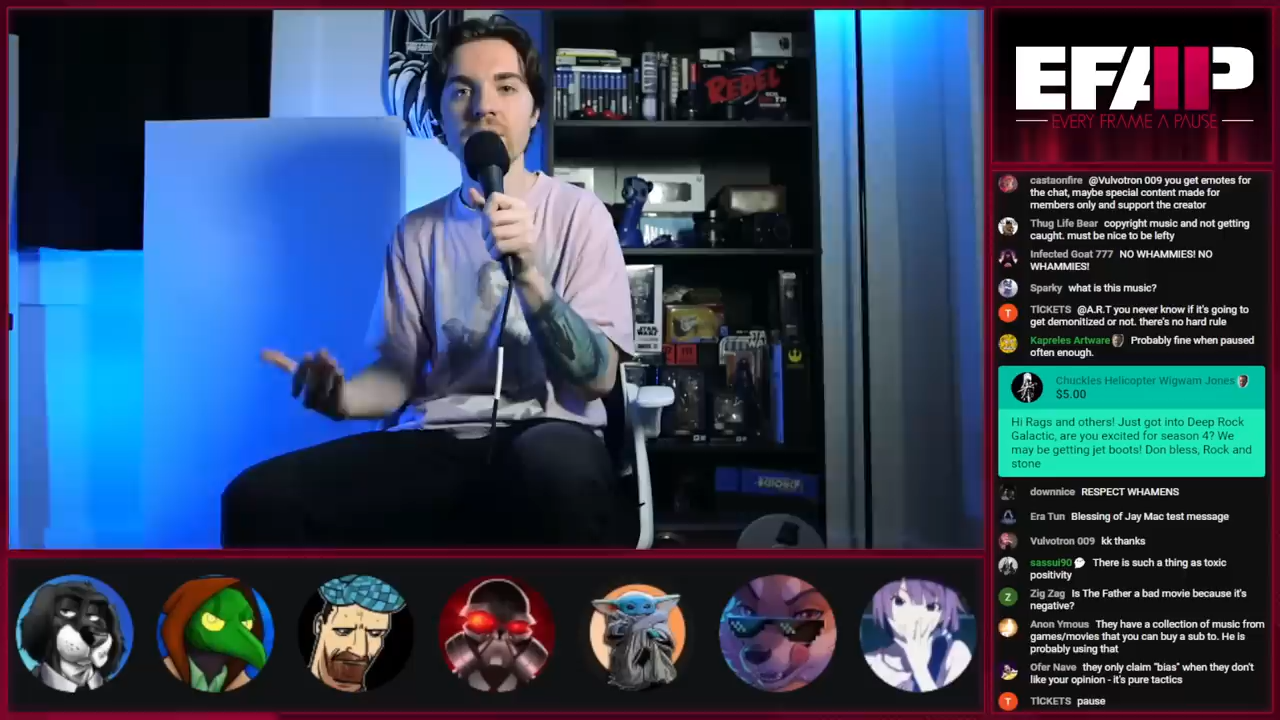 REBEL
STAR
WARS
STAR
WARS
EFAP
EVERY FRAME A PAUSE
castaonfire @Vulvotron 009 you get emotes for
the chat, maybe special content made for
members only and support the creator
Thug Life Bear copyright music and not getting
caught. must be nice to be lefty
Infected Goat 777 NO WHAMMIES! NO
WHAMMIES!
Sparky what is this music?
T TICKETS @A.R.T you never know if it's going to
get demonitized or not. there's no hard rule
Kapreles Artware Probably fine when paused
often enough.
Chuckles Helicopter Wigwam Jones
$5.00
Hi Rags and others! Just got into Deep Rock
Galactic, are you excited for season 4? We
may be getting jet boots! Don bless, Rock and
stone
downnice RESPECT WHAMENS
Era Tun Blessing of Jay Mac test message
Vulvotron 009 kk thanks
sassui90 There is such a thing as toxic
positivity
Z Zig Zag Is The Father a bad movie because it's
negative?
Anon Ymous They have a collection of music from
games/movies that you can buy a sub to. He is
probably using that
Ofer Nave they only claim "bias" when they don't
like your opinion - it's pure tactics
T TICKETS pause